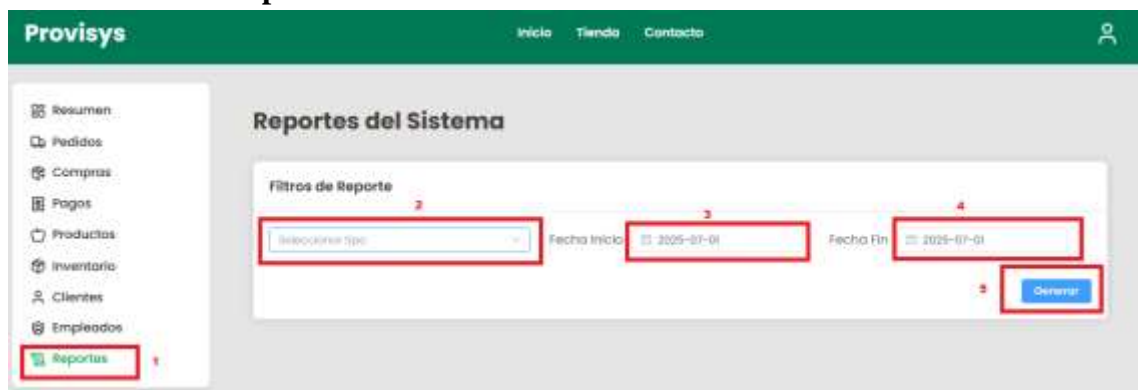 Provisys
Inicio Tienda Contacto
Resumen
Pedidos
Compras
Pagos
Productos
Inventario
Clientes
Empleados
Reportes 1
Reportes del Sistema
Filtros de Reporte
2 3 4
Seleccionar tipo Fecha Inicio 2025-07-01 Fecha Fin 2025-07-01
5 Generar